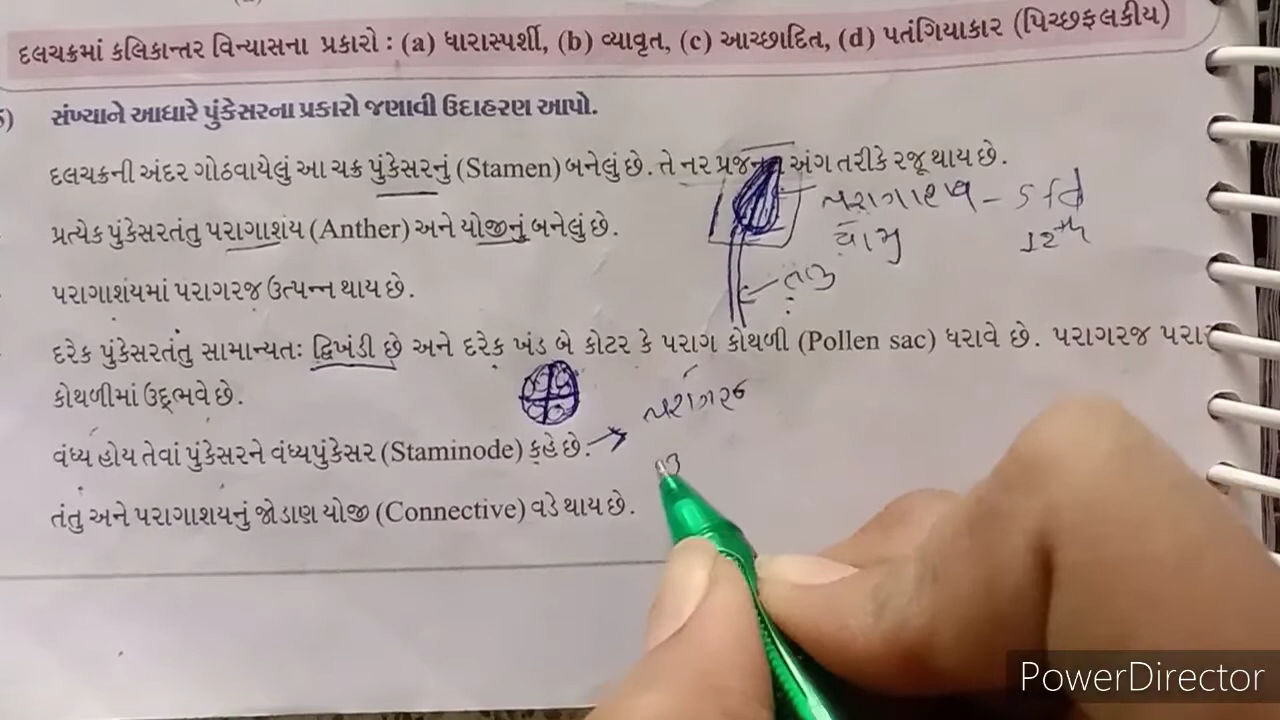 દલચક્રમાં કલિકાન્તર વિન્યાસના પ્રકારો : (a) ધારાસ્પર્શી, (b) વ્યાવૃત, (c) આચ્છાદિત, (d) પતંગિયાકાર (પિચ્છફલકીય)
સંખ્યાને આધારે પુંકેસરના પ્રકારો જણાવી ઉદાહરણ આપો.
દલચક્રની અંદર ગોઠવાયેલું આ ચક્ર પુંકેસરનું (Stamen) બનેલું છે. તે નર પ્રજનન અંગ તરીકે રજૂ થાય છે.
પ્રત્યેક પુંકેસરતંતુ પરાગાશય (Anther) અને યોજીનું બનેલું છે.
પરાગાશયમાં પરાગરજ ઉત્પન્ન થાય છે.
12th
દરેક પુંકેસરતંતુ સામાન્યતઃ દ્વિખંડી છે અને દરેક ખંડ બે કોટર કે પરાગ કોથળી (Pollen sac) ધરાવે છે. પરાગરજ પરાગ
કોથળીમાં ઉદ્ભવે છે.
પરાગરજ
વંધ્ય હોય તેવાં પુંકેસરને વંધ્યપુંકેસર (Staminode) કહે છે. →
તંતુ અને પરાગાશયનું જોડાણ યોજી (Connective) વડે થાય છે.
PowerDirector